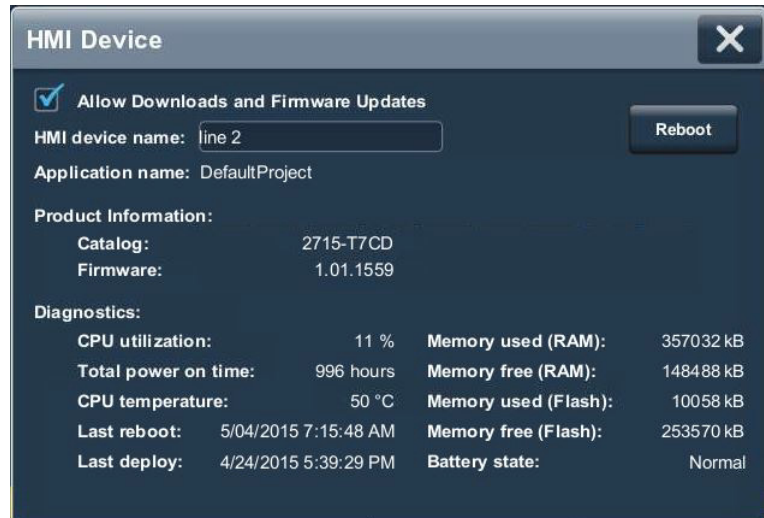 HMI Device
Allow Downloads and Firmware Updates
HMI device name: line 2
Reboot
Application name: DefaultProject
Product Information:
Catalog: 2715-T7CD
Firmware: 1.01.1559
Diagnostics:
CPU utilization: 11 % Memory used (RAM): 357032 kB
Total power on time: 996 hours Memory free (RAM): 148488 kB
CPU temperature: 50 °C Memory used (Flash): 10058 kB
Last reboot: 5/04/2015 7:15:48 AM Memory free (Flash): 253570 kB
Last deploy: 4/24/2015 5:39:29 PM Battery state: Normal